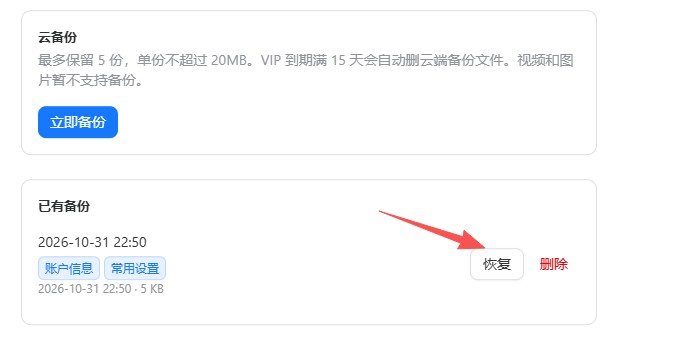 云备份
最多保留 5 份，单份不超过 20MB。VIP 到期满 15 天会自动删云端备份文件。视频和图
片暂不支持备份。
立即备份
已有备份
2026-10-31 22:50
账户信息 常用设置
2026-10-31 22:50 · 5 KB
恢复 删除